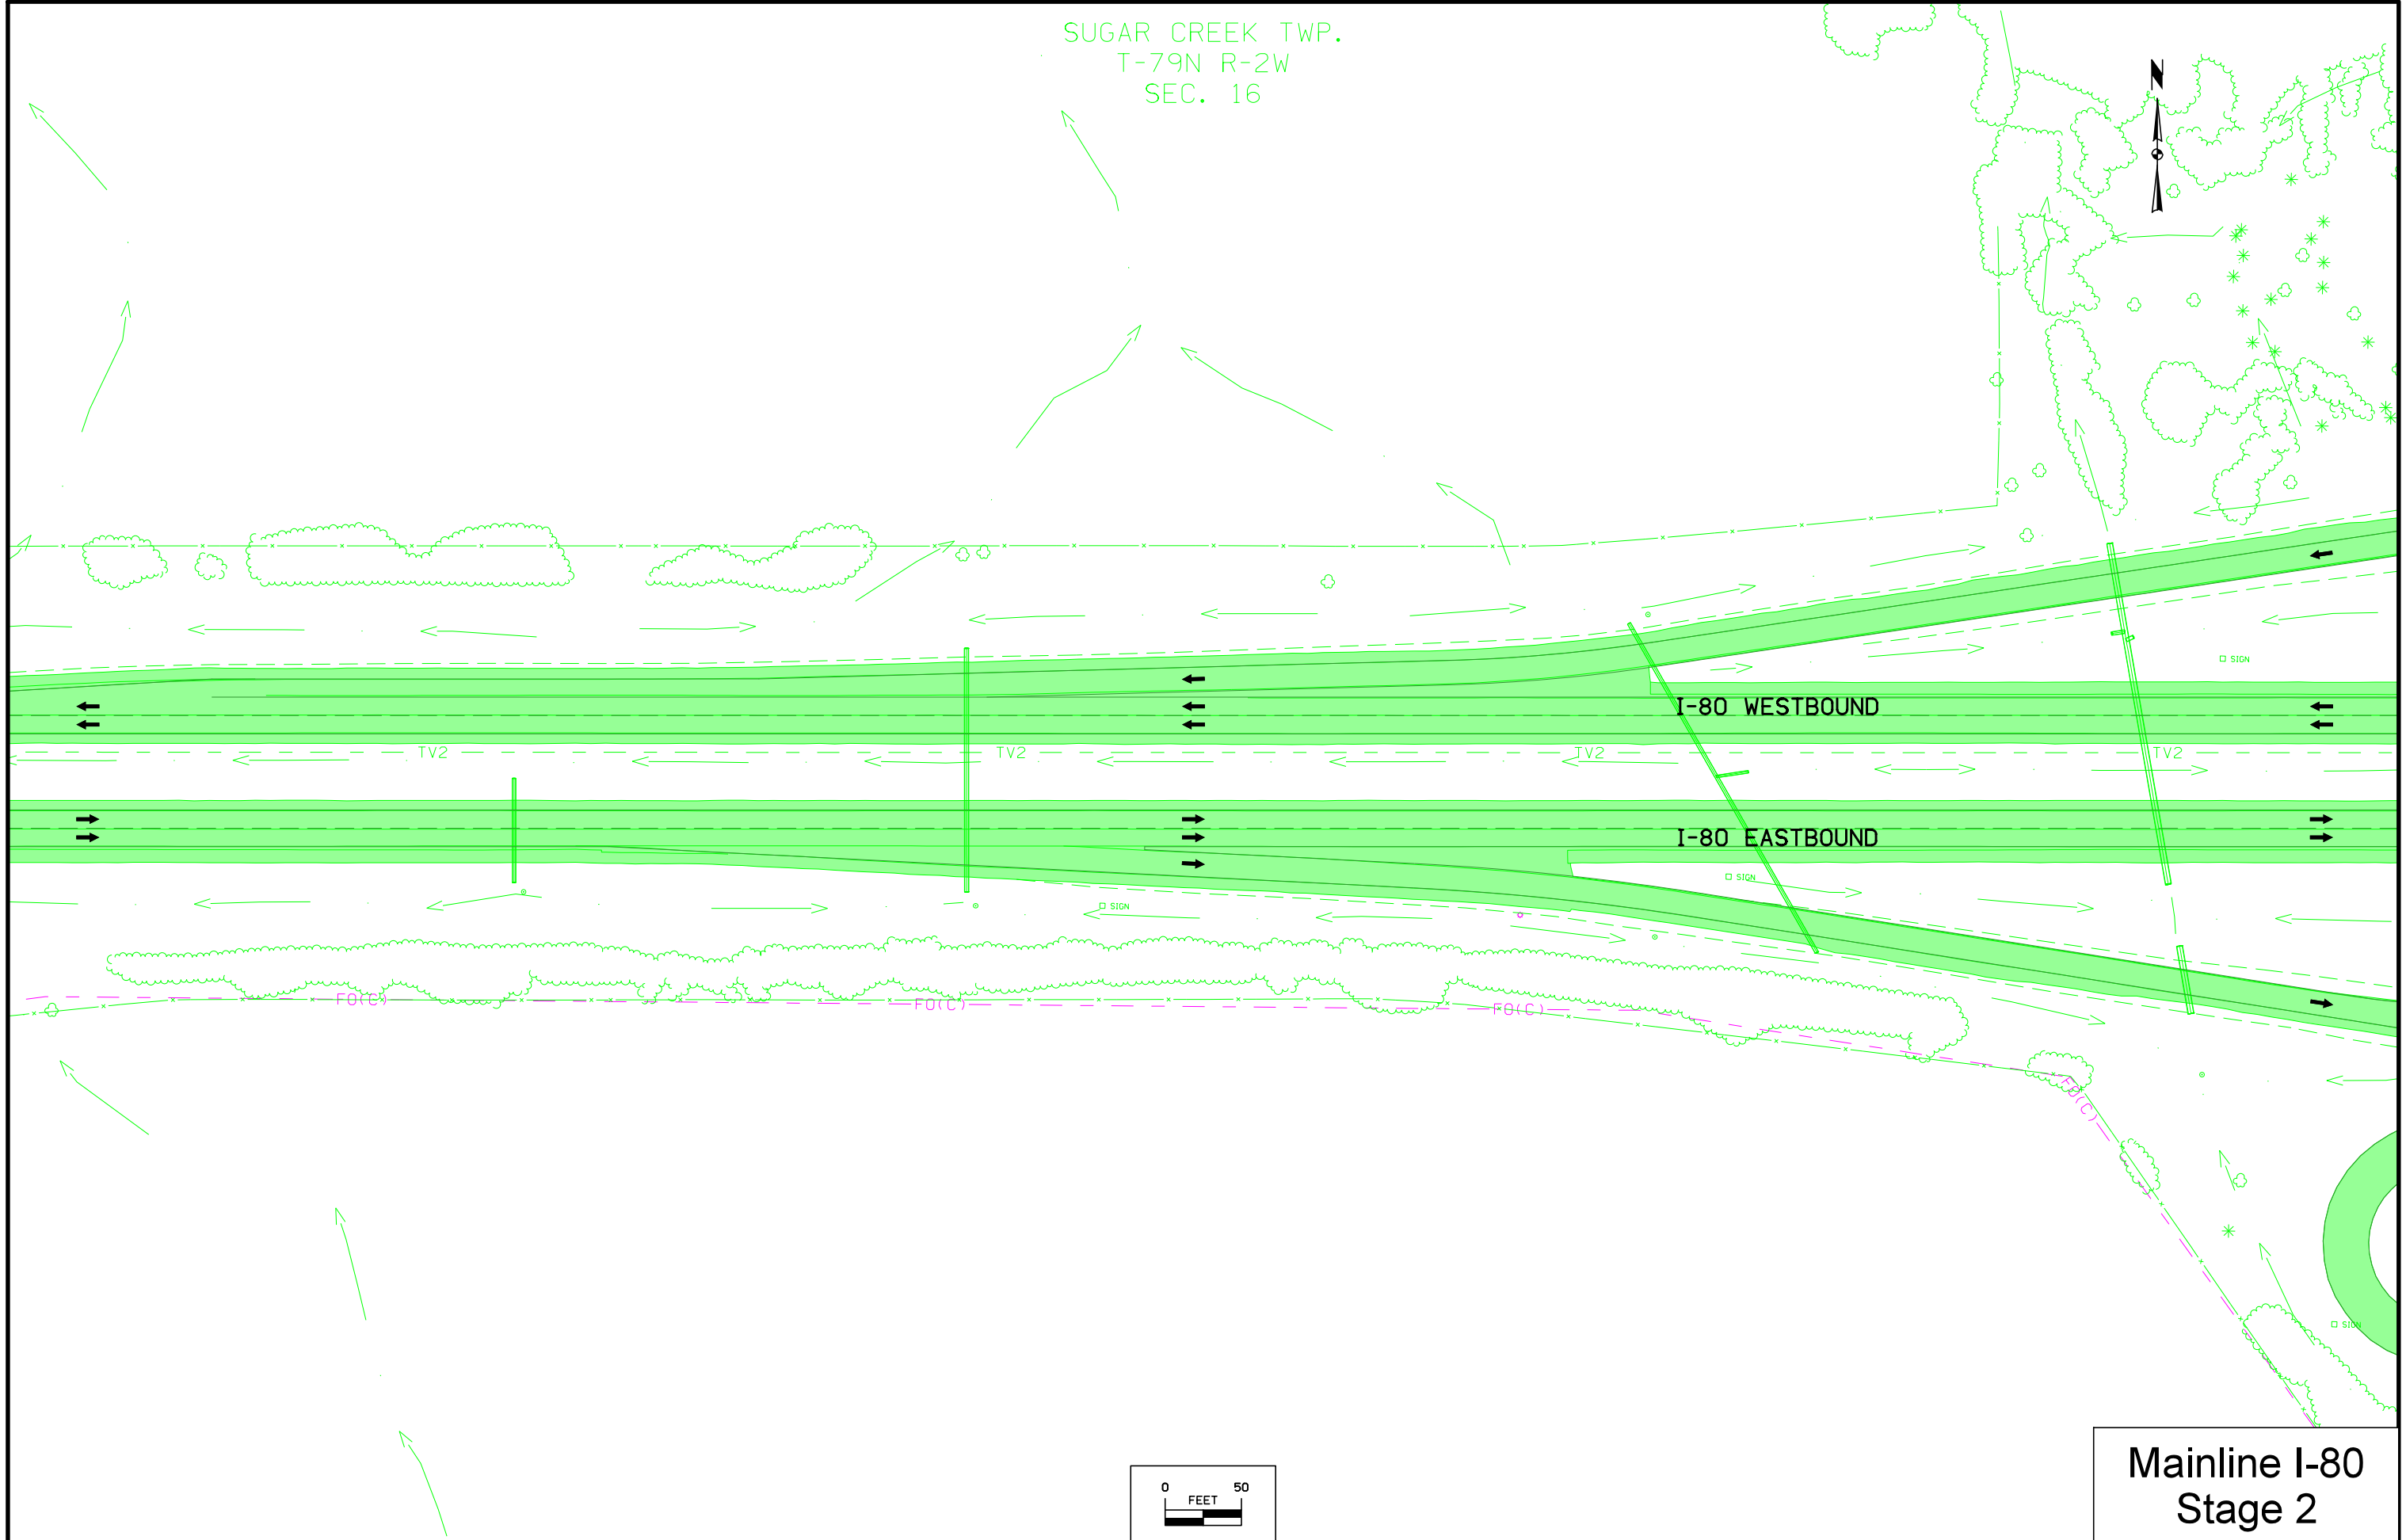 SUGAR CREEK TWP.
T-79N R-2W
SEC. 16
N
SIGN
I-80 WESTBOUND
TV2 TV2 TV2 TV2
I-80 EASTBOUND
SIGN
SIGN
FO(C) FO(C) FO(C)
FO(C)
SIGN
0 50
FEET
Mainline I-80
Stage 2